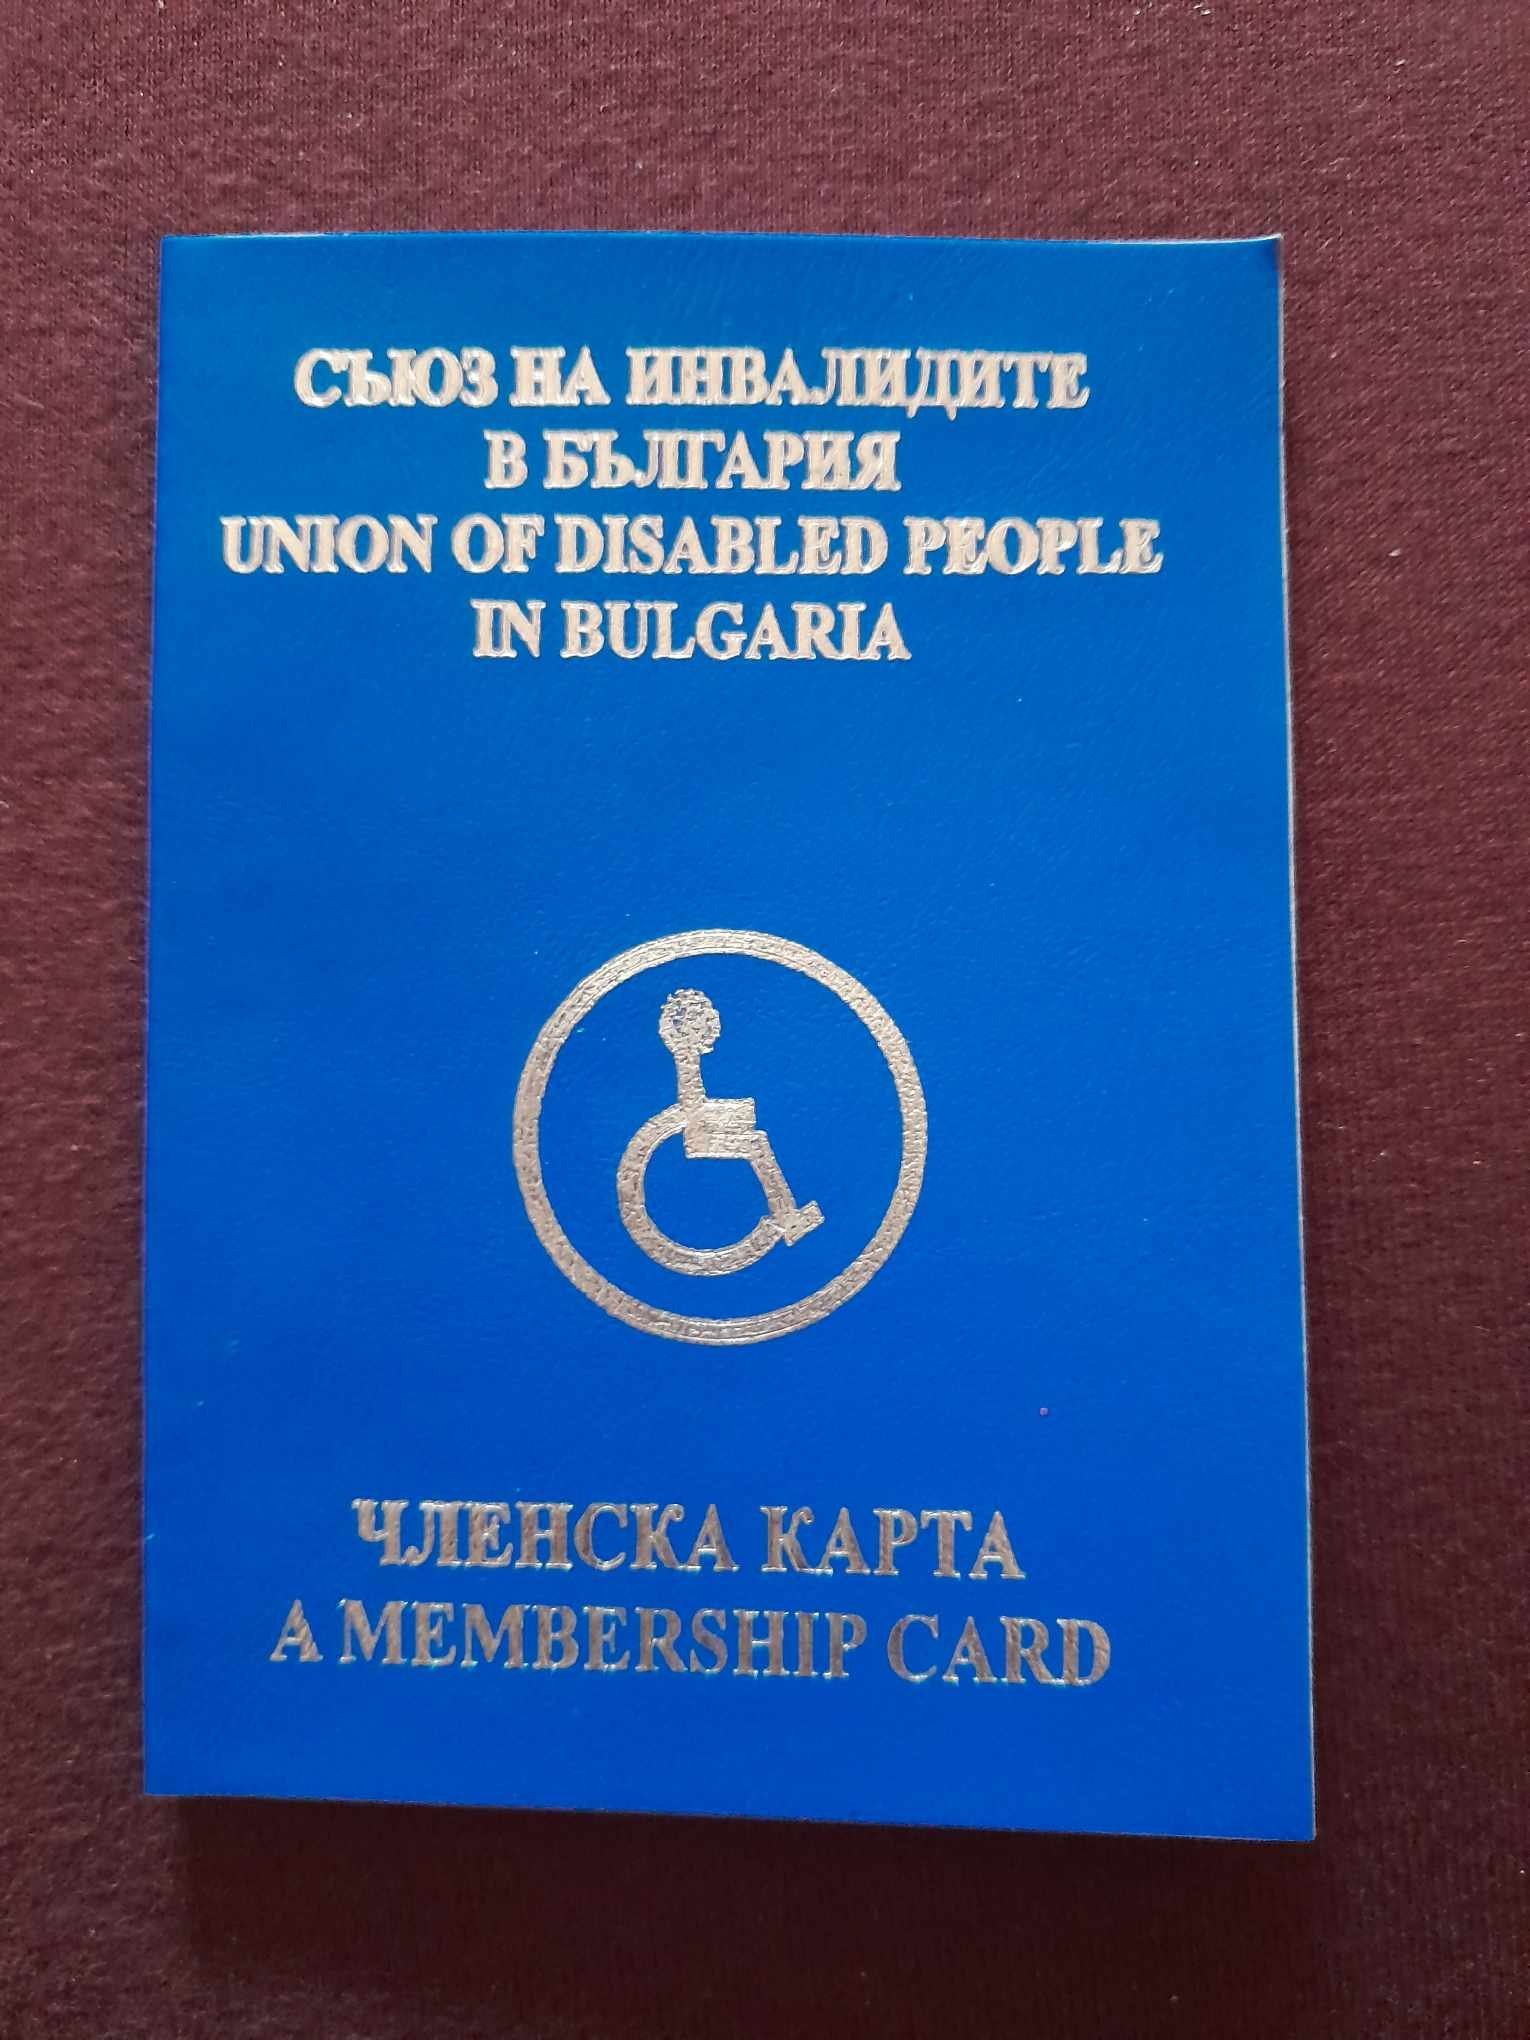 СЪЮЗ НА ИНВАЛИДИТЕ
В БЪЛГАРИЯ
UNION OF DISABLED PEOPLE
IN BULGARIA
ЧЛЕНСКА КАРТА
A MEMBERSHIP CARD